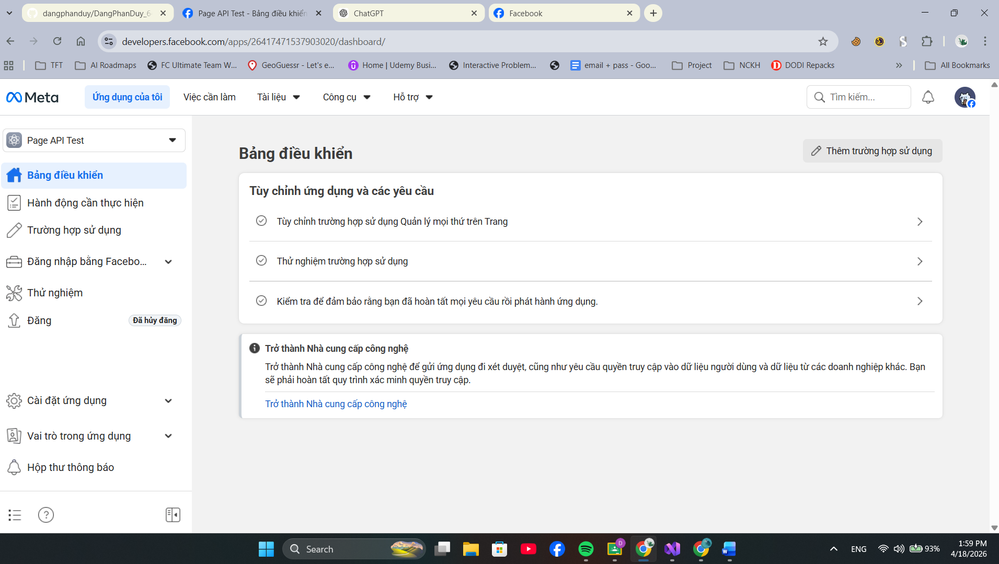 dangphanduy/DangPhanDuy_6
Page API Test - Bảng điều khiển
ChatGPT
Facebook
developers.facebook.com/apps/26417471537903020/dashboard/
TFT
AI Roadmaps
FC Ultimate Team W...
GeoGuessr - Let's e...
Home | Udemy Busi...
Interactive Problem...
email + pass - Goo...
Project
NCKH
DODI Repacks
All Bookmarks
Meta
Ứng dụng của tôi
Việc cần làm
Tài liệu
Công cụ
Hỗ trợ
Tìm kiếm...
Page API Test
Bảng điều khiển
Hành động cần thực hiện
Trường hợp sử dụng
Đăng nhập bằng Facebo...
Thử nghiệm
Đăng
Đã hủy đăng
Cài đặt ứng dụng
Vai trò trong ứng dụng
Hộp thư thông báo
Bảng điều khiển
Thêm trường hợp sử dụng
Tùy chỉnh ứng dụng và các yêu cầu
Tùy chỉnh trường hợp sử dụng Quản lý mọi thứ trên Trang
Thử nghiệm trường hợp sử dụng
Kiểm tra để đảm bảo rằng bạn đã hoàn tất mọi yêu cầu rồi phát hành ứng dụng.
Trở thành Nhà cung cấp công nghệ
Trở thành Nhà cung cấp công nghệ để gửi ứng dụng đi xét duyệt, cũng như yêu cầu quyền truy cập vào dữ liệu người dùng và dữ liệu từ các doanh nghiệp khác. Bạn
sẽ phải hoàn tất quy trình xác minh quyền truy cập.
Trở thành Nhà cung cấp công nghệ
Search
ENG
93%
1:59 PM
4/18/2026